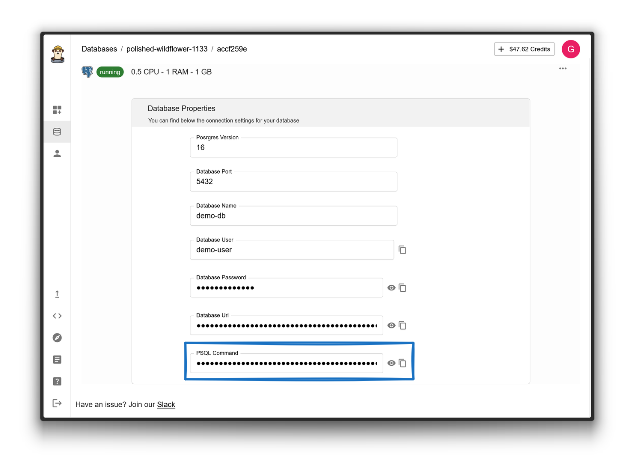 Databases / polished-wildflower-1133 / accf259e
+ $47.62 Credits
G
running 0.5 CPU - 1 RAM - 1 GB
Database Properties
You can find below the connection settings for your database
Posrgres Version
16
Database Port
5432
Database Name
demo-db
Database User
demo-user
Database Password
•••••••••••••
Database Url
PSQL Command
Have an issue? Join our Slack